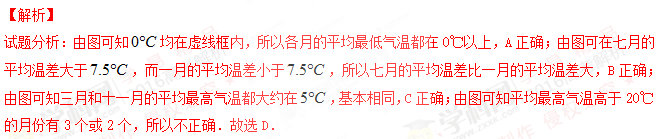 【解析】
试题分析：由图可知0°C均在虚线框内，所以各月的平均最低气温都在0℃以上，A正确；由图可在七月的
平均温差大于7.5°C，而一月的平均温差小于7.5°C，所以七月的平均温差比一月的平均温差大，B正确；
由图可知三月和十一月的平均最高气温都大约在5°C，基本相同，C正确；由图可知平均最高气温高于20℃
的月份有3个或2个，所以不正确．故选D．